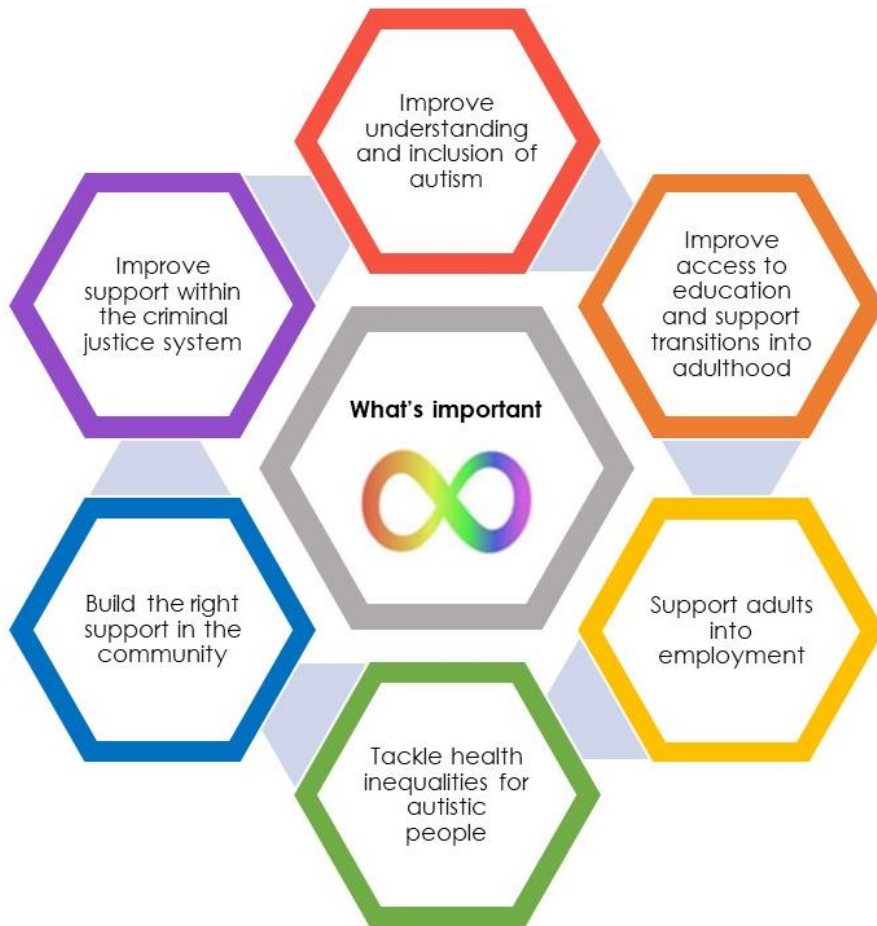 Improve
understanding
and inclusion of
autism
Improve
access to
education
and support
transitions into
adulthood
Support adults
into
employment
Tackle health
inequalities for
autistic
people
Build the right
support in the
community
Improve
support within
the criminal
justice system
What's important